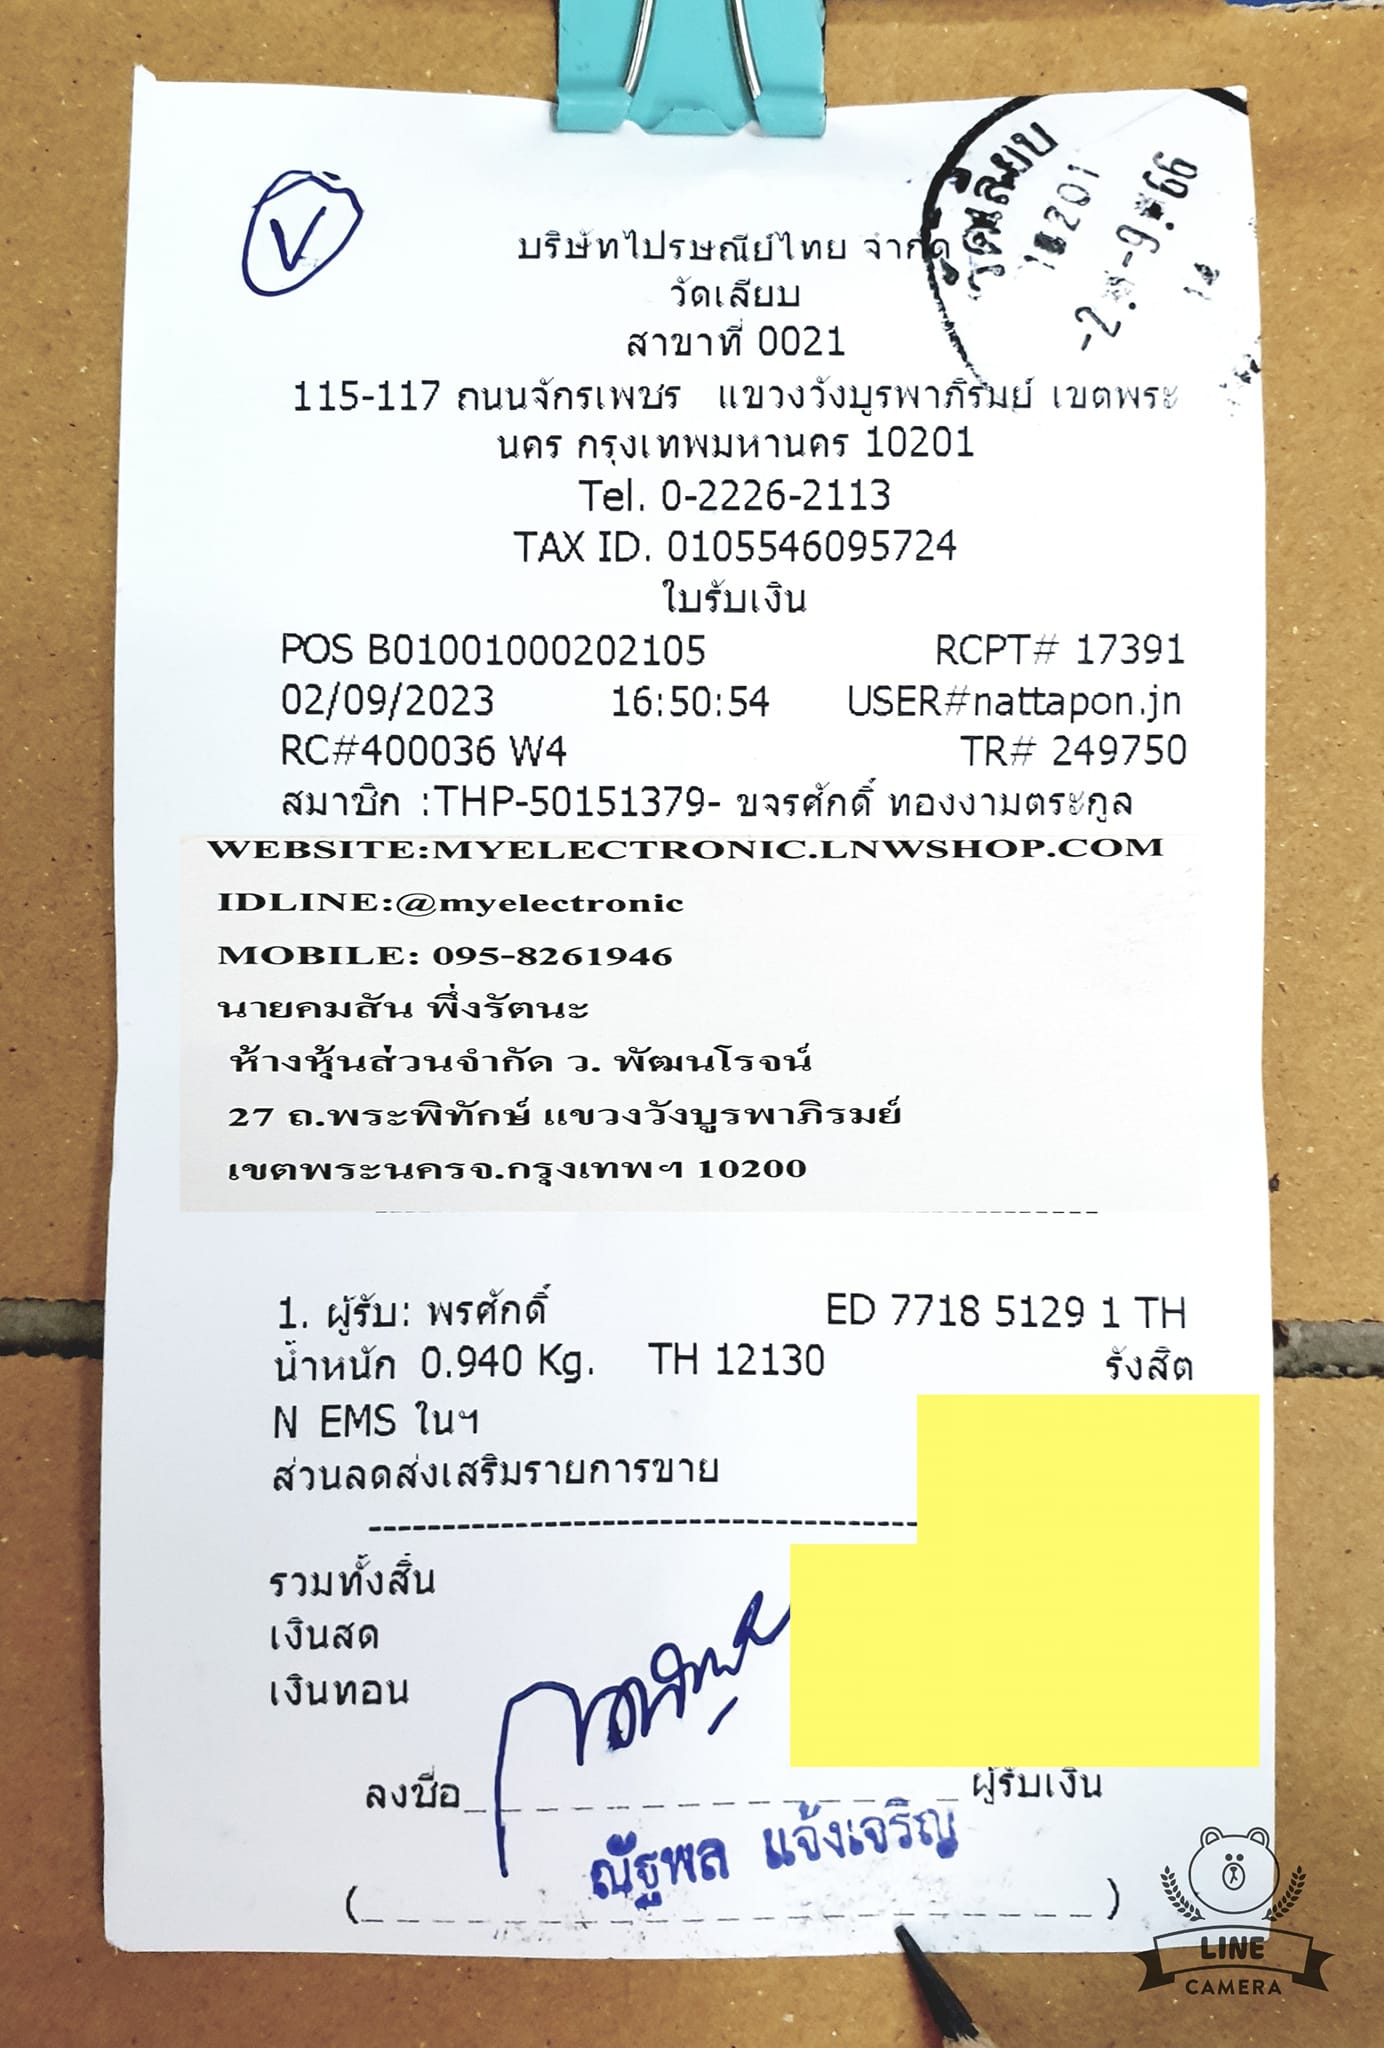 V
วัดเลียบ
10201
-2.-9.66
14
บริษัทไปรษณีย์ไทย จำกัด
วัดเลียบ
สาขาที่ 0021
115-117 ถนนจักรเพชร แขวงวังบูรพาภิรมย์ เขตพระ
นคร กรุงเทพมหานคร 10201
Tel. 0-2226-2113
TAX ID. 0105546095724
ใบรับเงิน
POS B01001000202105 RCPT# 17391
02/09/2023 16:50:54 USER#nattapon.jn
RC#400036 W4 TR# 249750
สมาชิก :THP-50151379- ขจรศักดิ์ ทองงามตระกูล
WEBSITE:MYELECTRONIC.LNWSHOP.COM
IDLINE:@myelectronic
MOBILE: 095-8261946
นายคมสัน พึ่งรัตนะ
ห้างหุ้นส่วนจำกัด ว. พัฒนโรจน์
27 ถ.พระพิทักษ์ แขวงวังบูรพาภิรมย์
เขตพระนครจ.กรุงเทพฯ 10200
1. ผู้รับ: พรศักดิ์ ED 7718 5129 1 TH
น้ำหนัก 0.940 Kg. TH 12130 รังสิต
N EMS ในฯ
ส่วนลดส่งเสริมรายการขาย
รวมทั้งสิ้น
เงินสด
เงินทอน
ลงชื่อ ผู้รับเงิน
ณัฐพล แจ้งเจริญ
LINE
CAMERA